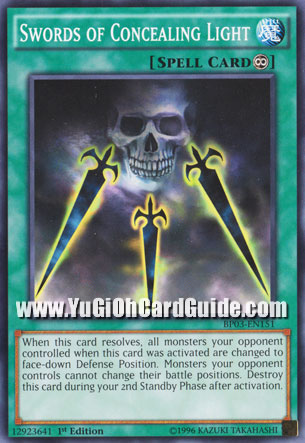 SWORDS OF CONCEALING LIGHT 魔
[SPELL CARD]
www.YuGiOhCardGuide.com
BP03-EN151
When this card resolves, all monsters your opponent
controlled when this card was activated are changed to
face-down Defense Position. Monsters your opponent
controls cannot change their battle positions. Destroy
this card during your 2nd Standby Phase after activation.
12923641 1st Edition ©1996 KAZUKI TAKAHASHI